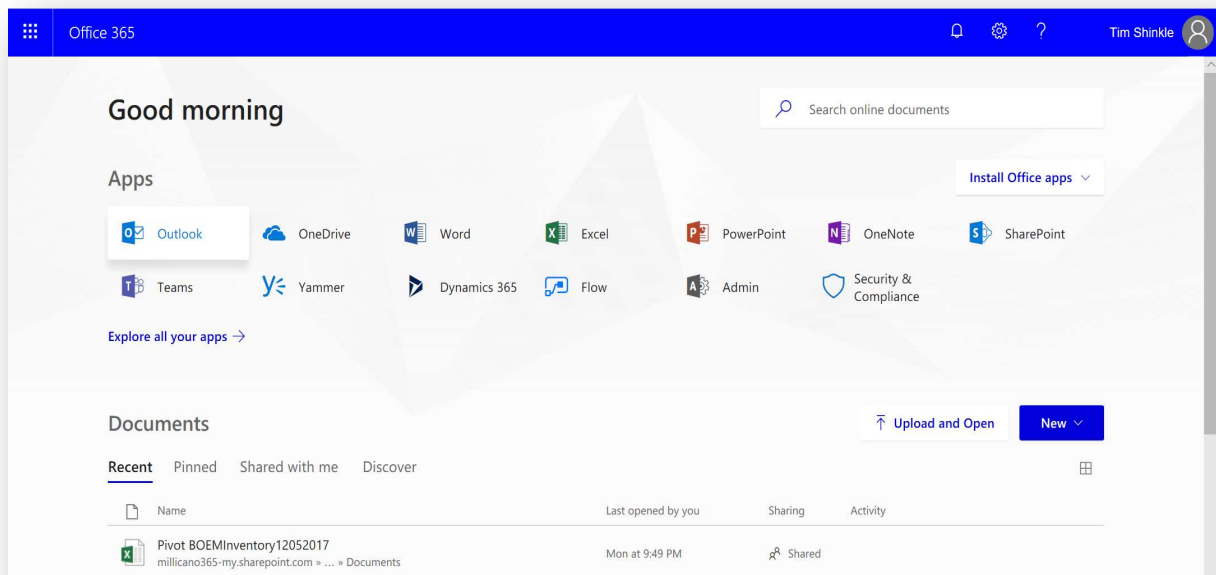 Office 365
?
Tim Shinkle
Good morning
Search online documents
Apps
Install Office apps
Outlook
OneDrive
Word
Excel
PowerPoint
OneNote
SharePoint
Teams
Yammer
Dynamics 365
Flow
Admin
Security &
Compliance
Explore all your apps →
Documents
Upload and Open
New
Recent Pinned Shared with me Discover
Name Last opened by you Sharing Activity
Pivot BOEMInventory12052017
Mon at 9:49 PM
Shared
millicano365-my.sharepoint.com » ... » Documents